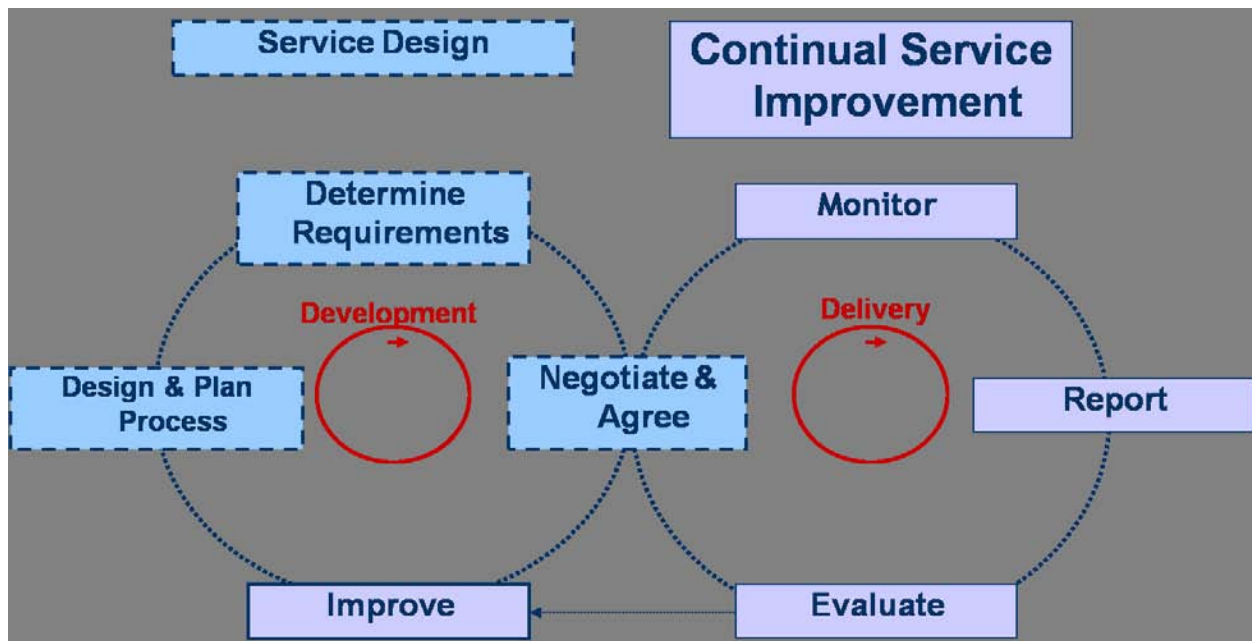 Service Design
Continual Service
Improvement
Determine
Requirements
Monitor
Development
Delivery
Design & Plan
Process
Negotiate &
Agree
Report
Improve
Evaluate